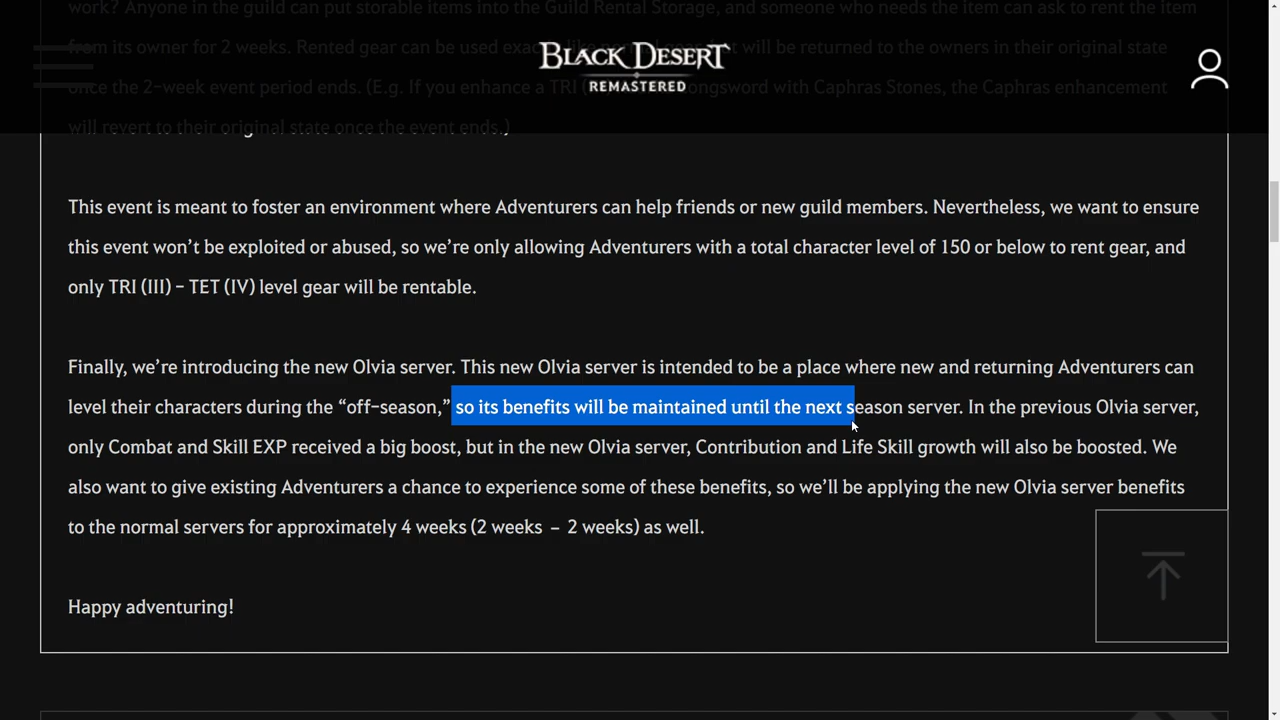 work? Anyone in the guild can put storable items into the Guild Rental Storage, and someone who needs the item can ask to rent the item
from its owner for 2 weeks. Rented gear can be used will be returned to the owners in their original state
BLACK DESERT
REMASTERED
once the 2-week event period ends. (E.g. If you enhance a TRI ongsword with Caphras Stones, the Caphras enhancement
will revert to their original state once the event ends.)
This event is meant to foster an environment where Adventurers can help friends or new guild members. Nevertheless, we want to ensure
this event won’t be exploited or abused, so we’re only allowing Adventurers with a total character level of 150 or below to rent gear, and
only TRI (III) – TET (IV) level gear will be rentable.
Finally, we’re introducing the new Olvia server. This new Olvia server is intended to be a place where new and returning Adventurers can
level their characters during the “off-season,” so its benefits will be maintained until the next season server. In the previous Olvia server,
only Combat and Skill EXP received a big boost, but in the new Olvia server, Contribution and Life Skill growth will also be boosted. We
also want to give existing Adventurers a chance to experience some of these benefits, so we’ll be applying the new Olvia server benefits
to the normal servers for approximately 4 weeks (2 weeks – 2 weeks) as well.
Happy adventuring!